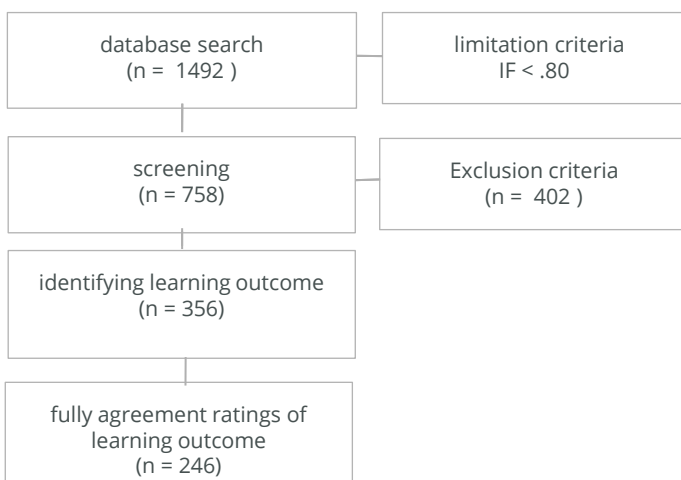 database search
(n =  1492 )
limitation criteria
IF < .80
screening
(n = 758)
Exclusion criteria
(n =  402 )
identifying learning outcome
(n = 356)
fully agreement ratings of
learning outcome
(n = 246)